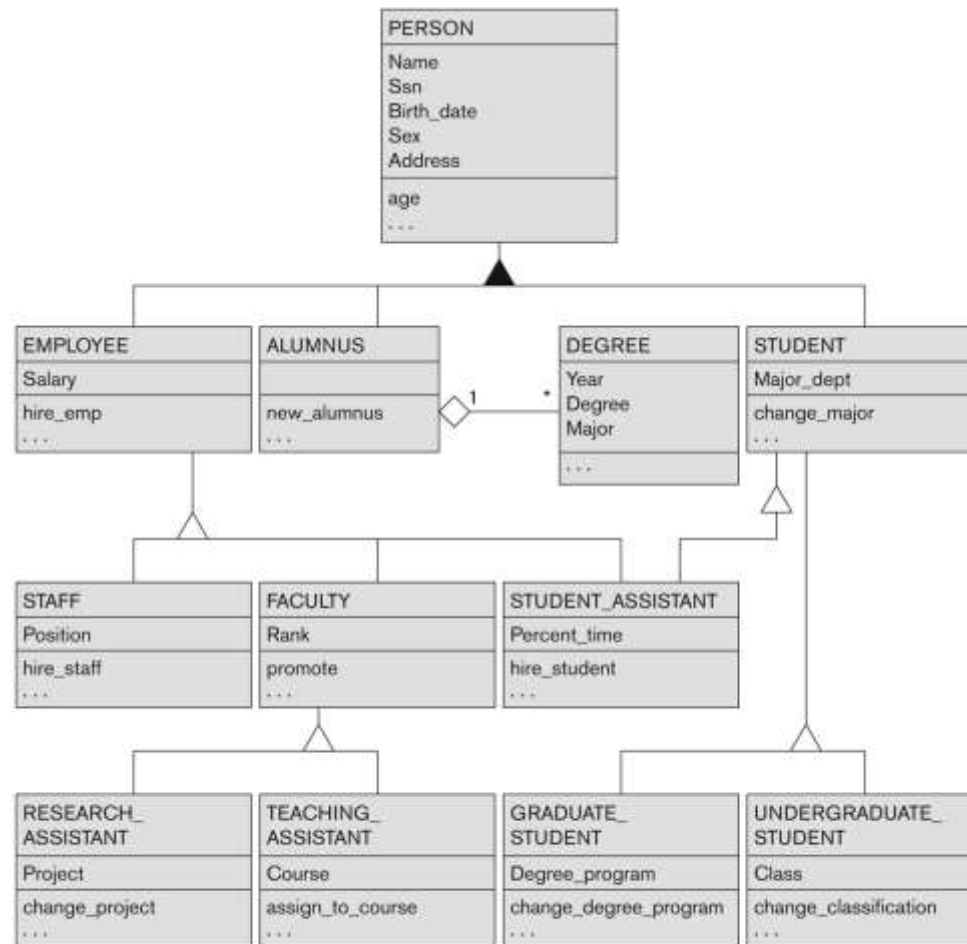 PERSON
Name
Ssn
Birth_date
Sex
Address
age
. . .
EMPLOYEE
Salary
hire_emp
. . .
ALUMNUS
new_alumnus
. . .
1
*
DEGREE
Year
Degree
Major
. . .
STUDENT
Major_dept
change_major
. . .
STAFF
Position
hire_staff
. . .
FACULTY
Rank
promote
. . .
STUDENT_ASSISTANT
Percent_time
hire_student
. . .
RESEARCH_
ASSISTANT
Project
change_project
. . .
TEACHING_
ASSISTANT
Course
assign_to_course
. . .
GRADUATE_
STUDENT
Degree_program
change_degree_program
. . .
UNDERGRADUATE_
STUDENT
Class
change_classification
. . .